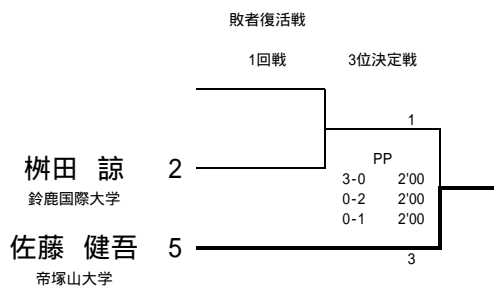 敗者復活戦
1回戦 3位決定戦
1
桝田 諒 2
鈴鹿国際大学
PP
3-0 2'00
0-2 2'00
0-1 2'00
佐藤 健吾 5
帝塚山大学
3